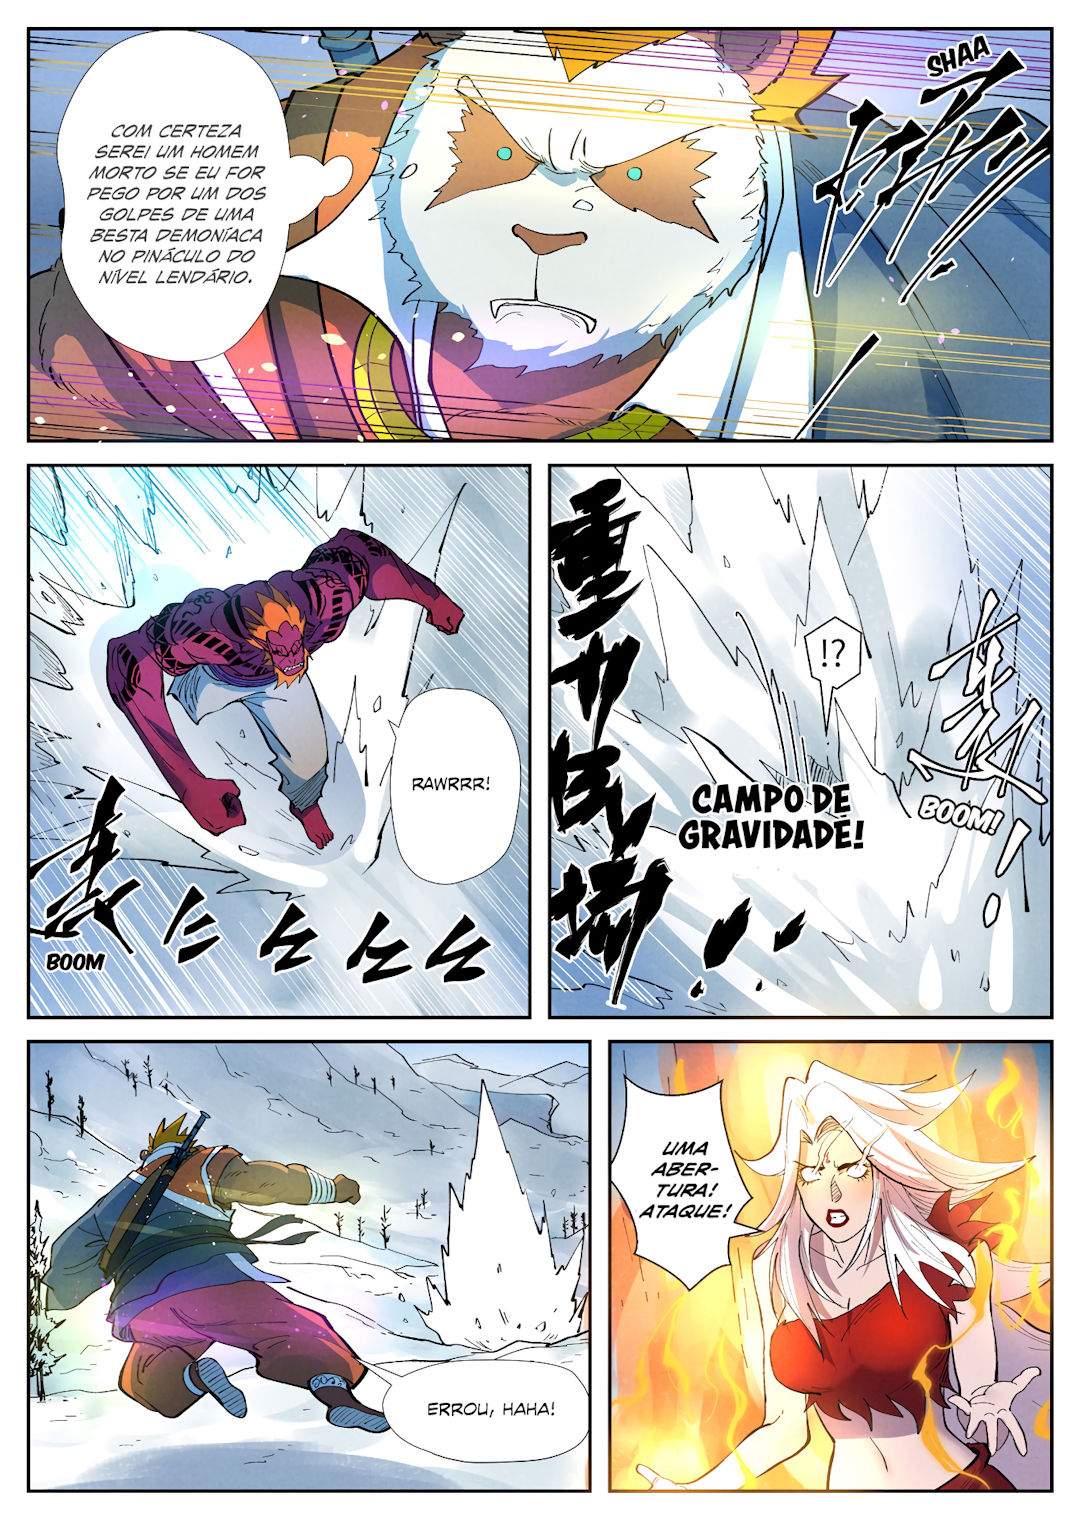 COM CERTEZA
SEREI UM HOMEM
MORTO SE EU FOR
PEGO POR UM DOS
GOLPES DE UMA
BESTA DEMONÍACA
NO PINÁCULO DO
NÍVEL LENDÁRIO.
SHAA
RAWRRR!
BOOM
重力场
!?
CAMPO DE
GRAVIDADE!
BOOM!
ERROU, HAHA!
UMA
ABER-
TURA!
ATAQUE!